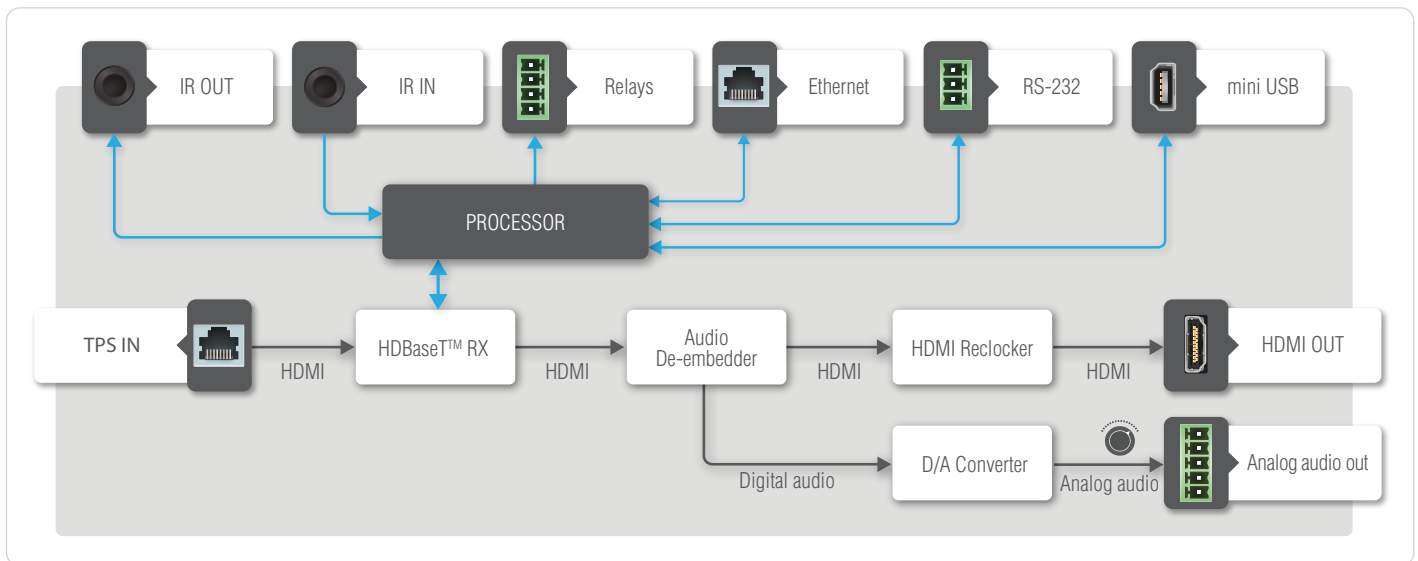 IR OUT
IR IN
Relays
Ethernet
RS-232
mini USB
PROCESSOR
TPS IN
HDMI
HDBaseT™ RX
HDMI
Audio
De-embedder
HDMI
HDMI Reclocker
HDMI
HDMI OUT
Digital audio
D/A Converter
Analog audio
Analog audio out